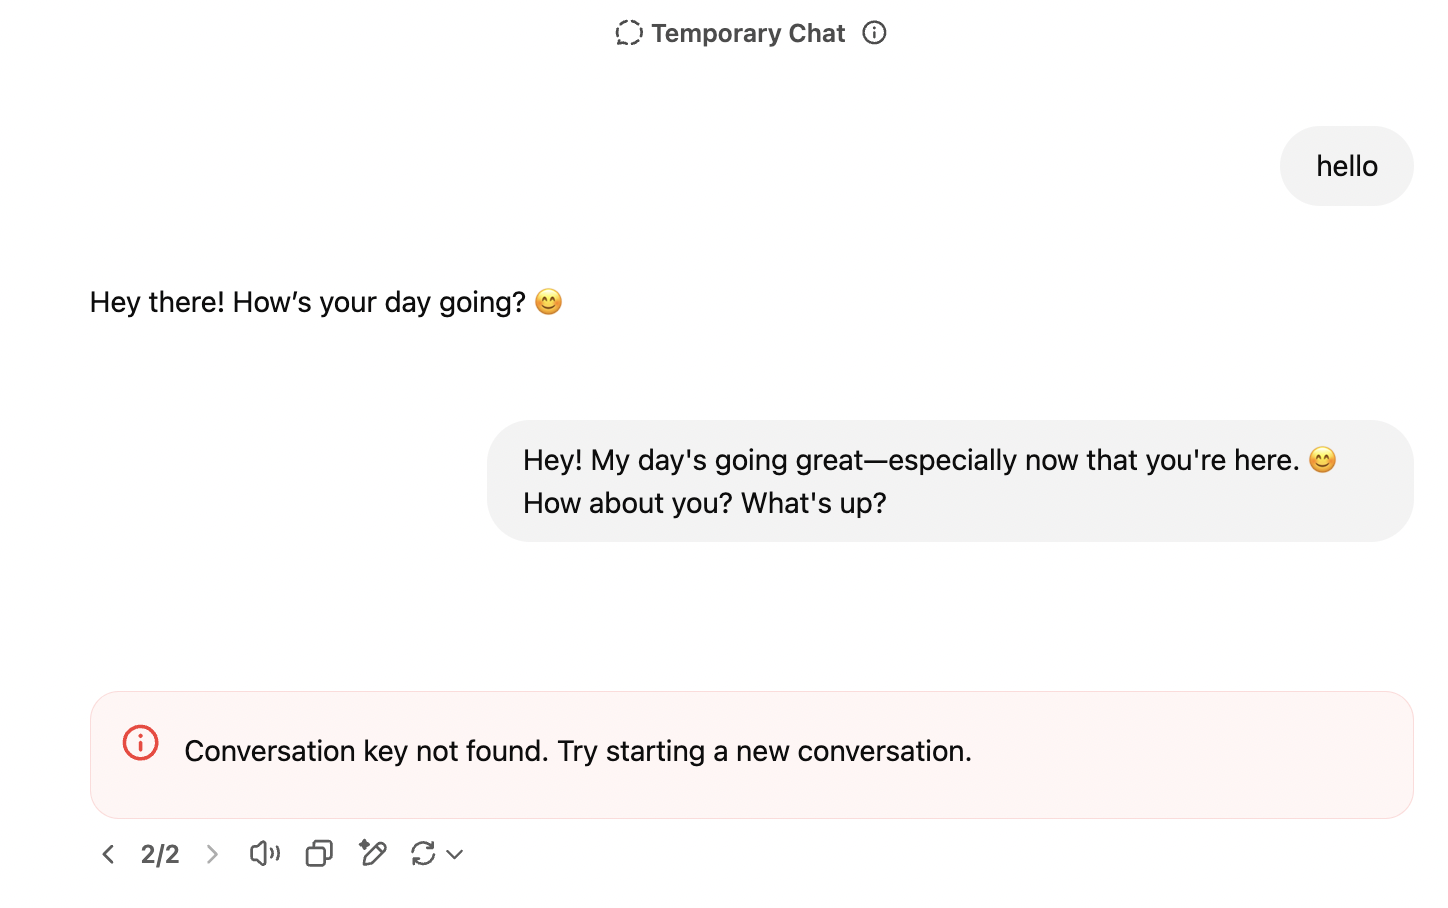 Temporary Chat
hello
Hey there! How’s your day going? 😊
Hey! My day's going great—especially now that you're here. 😊
How about you? What's up?
Conversation key not found. Try starting a new conversation.
2/2